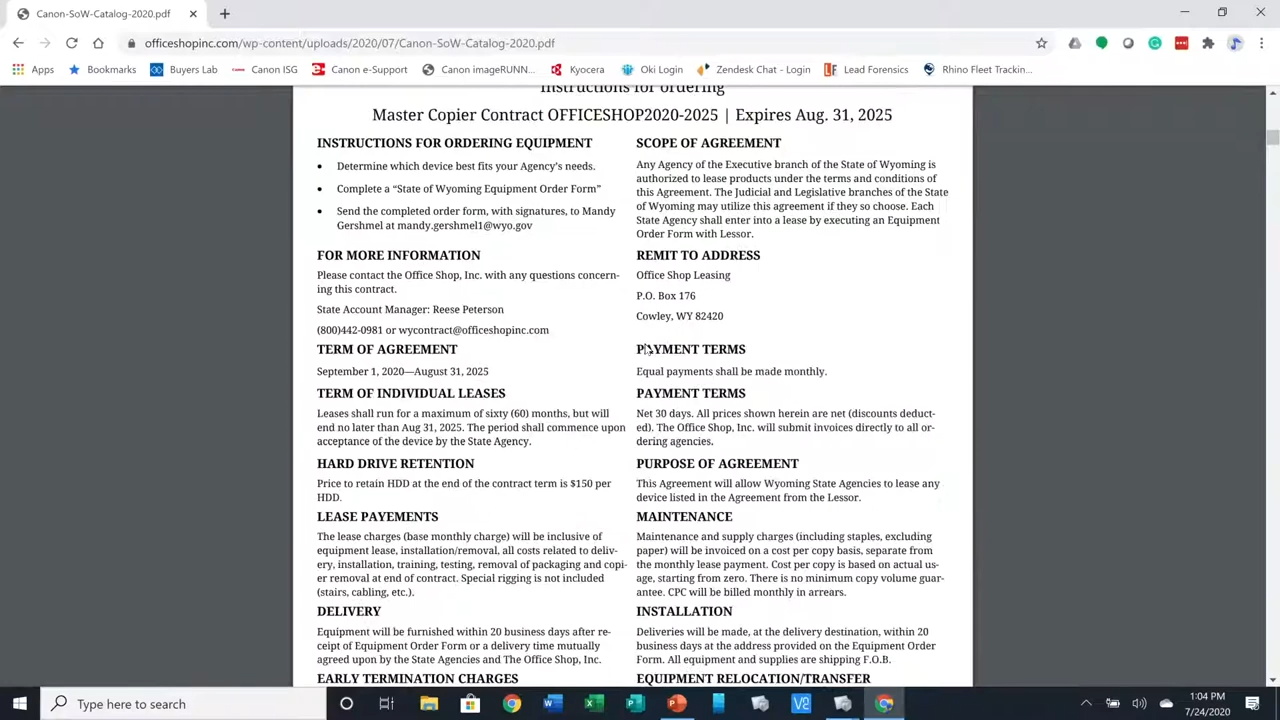 Canon-SoW-Catalog-2020.pdf
officeshopinc.com/wp-content/uploads/2020/07/Canon-SoW-Catalog-2020.pdf
Apps
Bookmarks
Buyers Lab
Canon ISG
Canon e-Support
Canon imageRUNN...
Kyocera
Oki Login
Zendesk Chat - Login
Lead Forensics
Rhino Fleet Trackin...
Instructions for ordering
Master Copier Contract OFFICESHOP2020-2025 | Expires Aug. 31, 2025
INSTRUCTIONS FOR ORDERING EQUIPMENT
• Determine which device best fits your Agency's needs.
• Complete a "State of Wyoming Equipment Order Form"
• Send the completed order form, with signatures, to Mandy
Gershmel at mandy.gershmel1@wyo.gov
FOR MORE INFORMATION
Please contact the Office Shop, Inc. with any questions concern-
ing this contract.
State Account Manager: Reese Peterson
(800)442-0981 or wycontract@officeshopinc.com
TERM OF AGREEMENT
September 1, 2020—August 31, 2025
TERM OF INDIVIDUAL LEASES
Leases shall run for a maximum of sixty (60) months, but will
end no later than Aug 31, 2025. The period shall commence upon
acceptance of the device by the State Agency.
HARD DRIVE RETENTION
Price to retain HDD at the end of the contract term is $150 per
HDD.
LEASE PAYMENTS
The lease charges (base monthly charge) will be inclusive of
equipment lease, installation/removal, all costs related to deliv-
ery, installation, training, testing, removal of packaging and copi-
er removal at end of contract. Special rigging is not included
(stairs, cabling, etc.).
DELIVERY
Equipment will be furnished within 20 business days after re-
ceipt of Equipment Order Form or a delivery time mutually
agreed upon by the State Agencies and The Office Shop, Inc.
EARLY TERMINATION CHARGES
SCOPE OF AGREEMENT
Any Agency of the Executive branch of the State of Wyoming is
authorized to lease products under the terms and conditions of
this Agreement. The Judicial and Legislative branches of the State
of Wyoming may utilize this agreement if they so choose. Each
State Agency shall enter into a lease by executing an Equipment
Order Form with Lessor.
REMIT TO ADDRESS
Office Shop Leasing
P.O. Box 176
Cowley, WY 82420
PAYMENT TERMS
Equal payments shall be made monthly.
PAYMENT TERMS
Net 30 days. All prices shown herein are net (discounts deduct-
ed). The Office Shop, Inc. will submit invoices directly to all or-
dering agencies.
PURPOSE OF AGREEMENT
This Agreement will allow Wyoming State Agencies to lease any
device listed in the Agreement from the Lessor.
MAINTENANCE
Maintenance and supply charges (including staples, excluding
paper) will be invoiced on a cost per copy basis, separate from
the monthly lease payment. Cost per copy is based on actual us-
age, starting from zero. There is no minimum copy volume guar-
antee. CPC will be billed monthly in arrears.
INSTALLATION
Deliveries will be made, at the delivery destination, within 20
business days at the address provided on the Equipment Order
Form. All equipment and supplies are shipping F.O.B.
EQUIPMENT RELOCATION/TRANSFER
Type here to search
1:04 PM
7/24/2020